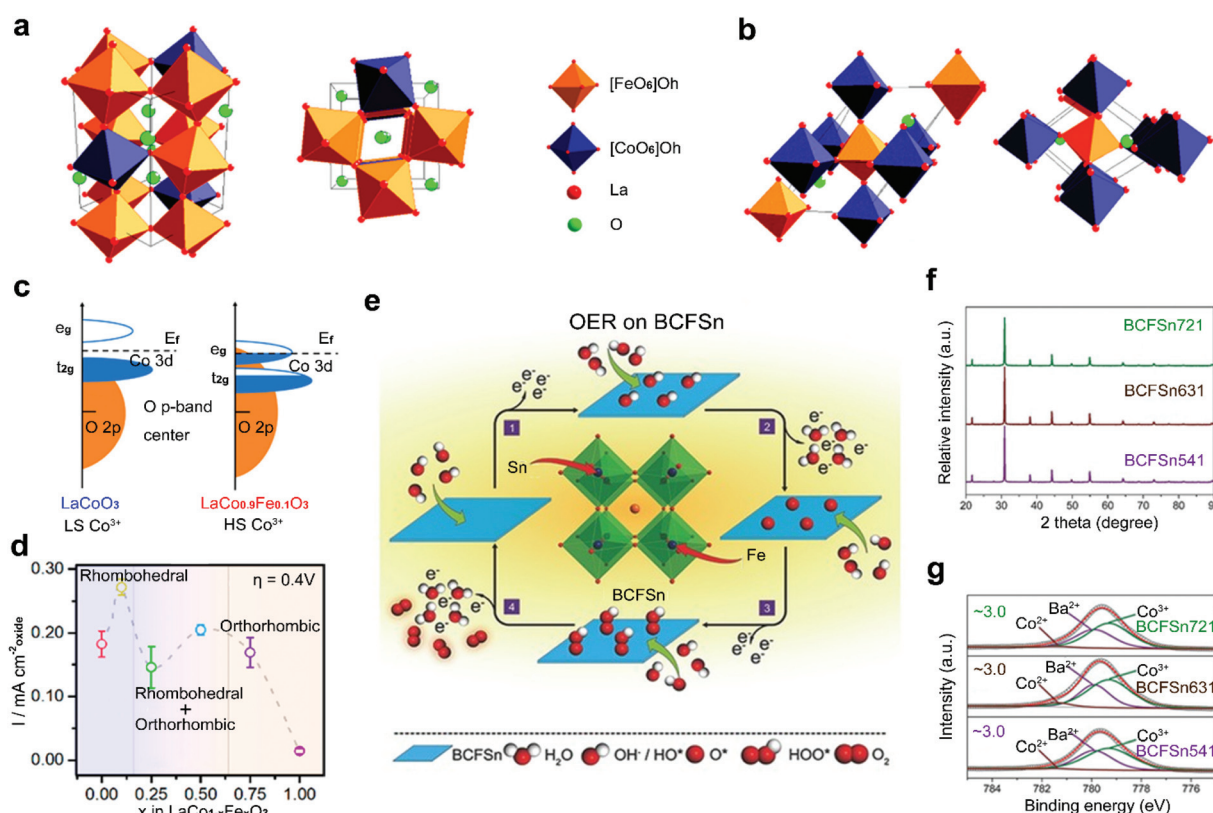 a
[FeO₆]Oh
[CoO₆]Oh
La
O
b
c
eg
Ef
Co 3d
t2g
O 2p
O p-band
center
LaCoO₃
LS Co³⁺
eg
Ef
Co 3d
t2g
O 2p
LaCo₀.₉Fe₀.₁O₃
HS Co³⁺
d
I / mA cm⁻²oxide
0.30
0.20
0.10
0.00
Rhombohedral
η = 0.4V
Orthorhombic
Rhombohedral
+
Orthorhombic
0.00 0.25 0.50 0.75 1.00
x in LaCo₁₋ₓFeₓO₃
e
OER on BCFSn
e⁻ e⁻ e⁻ e⁻
1
2
e⁻ e⁻ e⁻ e⁻
Sn
Fe
BCFSn
e⁻ e⁻ e⁻ e⁻
4
3
e⁻ e⁻ e⁻ e⁻
BCFSn H₂O OH⁻ / HO* O* HOO* O₂
f
Relative intensity (a.u.)
BCFSn721
BCFSn631
BCFSn541
20 30 40 50 60 70 80 90
2 theta (degree)
g
Intensity (a.u.)
~3.0
Co²⁺
Ba²⁺
Co³⁺
BCFSn721
~3.0
Co²⁺
Ba²⁺
Co³⁺
BCFSn631
~3.0
Co²⁺
Ba²⁺
Co³⁺
BCFSn541
784 782 780 778 776
Binding energy (eV)